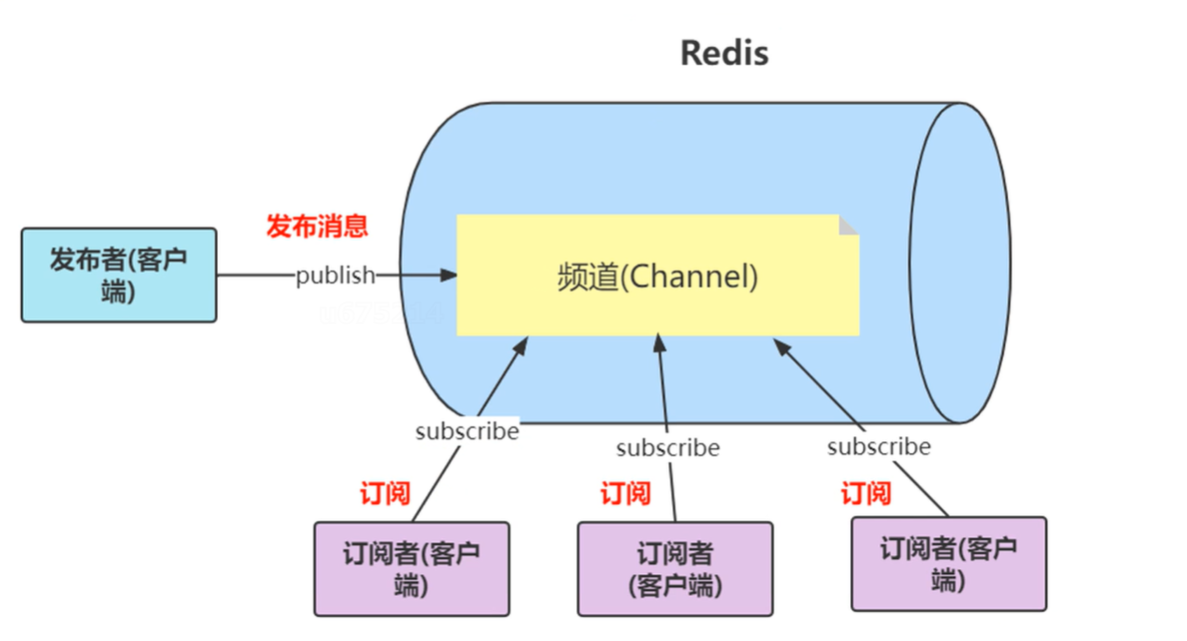 Redis
发布消息
发布者(客户
端)
publish
频道(Channel)
subscribe
subscribe
subscribe
订阅
订阅
订阅
订阅者(客户
端)
订阅者
(客户端)
订阅者(客户
端)